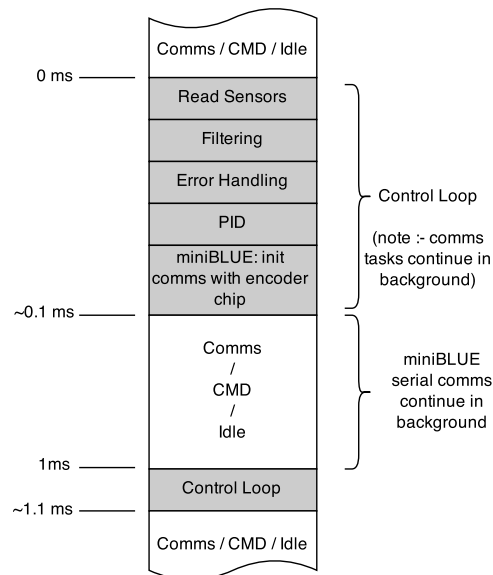 Comms / CMD / Idle
0 ms
Read Sensors
Filtering
Error Handling
PID
miniBLUE: init
comms with encoder
chip
Control Loop
(note :- comms
tasks continue in
background)
~0.1 ms
Comms
/
CMD
/
Idle
miniBLUE
serial comms
continue in
background
1ms
Control Loop
~1.1 ms
Comms / CMD / Idle